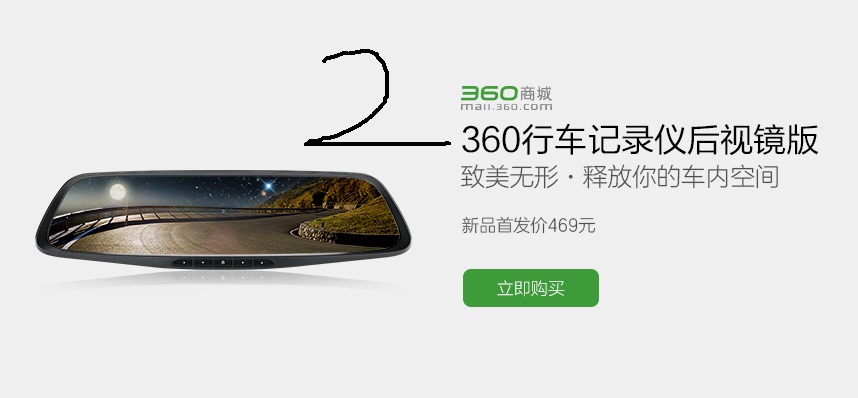 2
360商城
mall.360.com
360行车记录仪后视镜版
致美无形·释放你的车内空间
新品首发价469元
立即购买